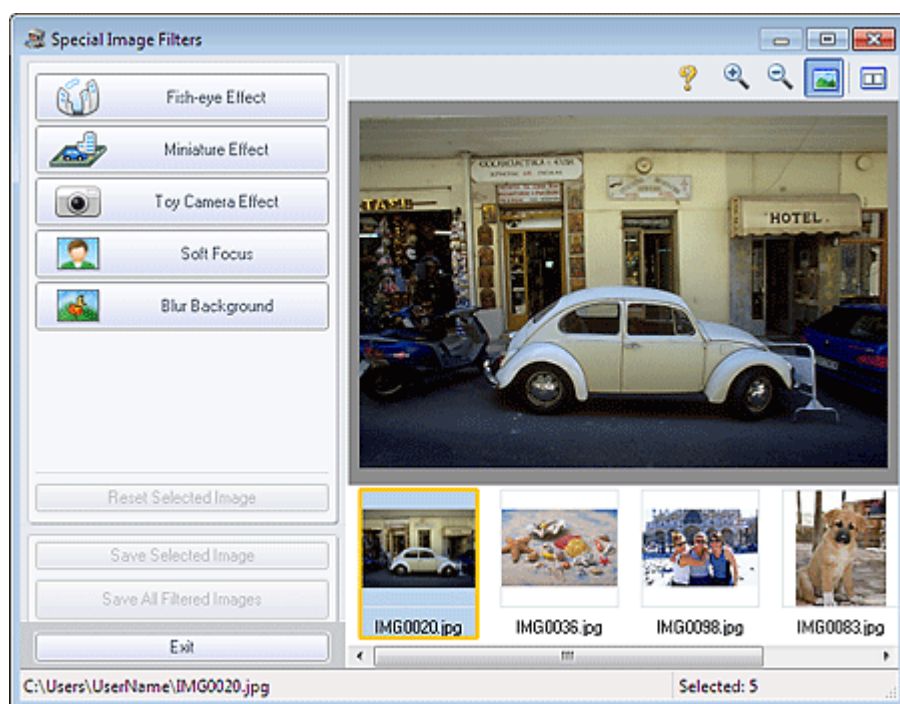 Special Image Filters
Fish-eye Effect
Miniature Effect
Toy Camera Effect
Soft Focus
Blur Background
Reset Selected Image
Save Selected Image
Save All Filtered Images
Exit
HOTEL
IMG0020.jpg
IMG0036.jpg
IMG0098.jpg
IMG0083.jpg
C:\Users\UserName\IMG0020.jpg
Selected: 5